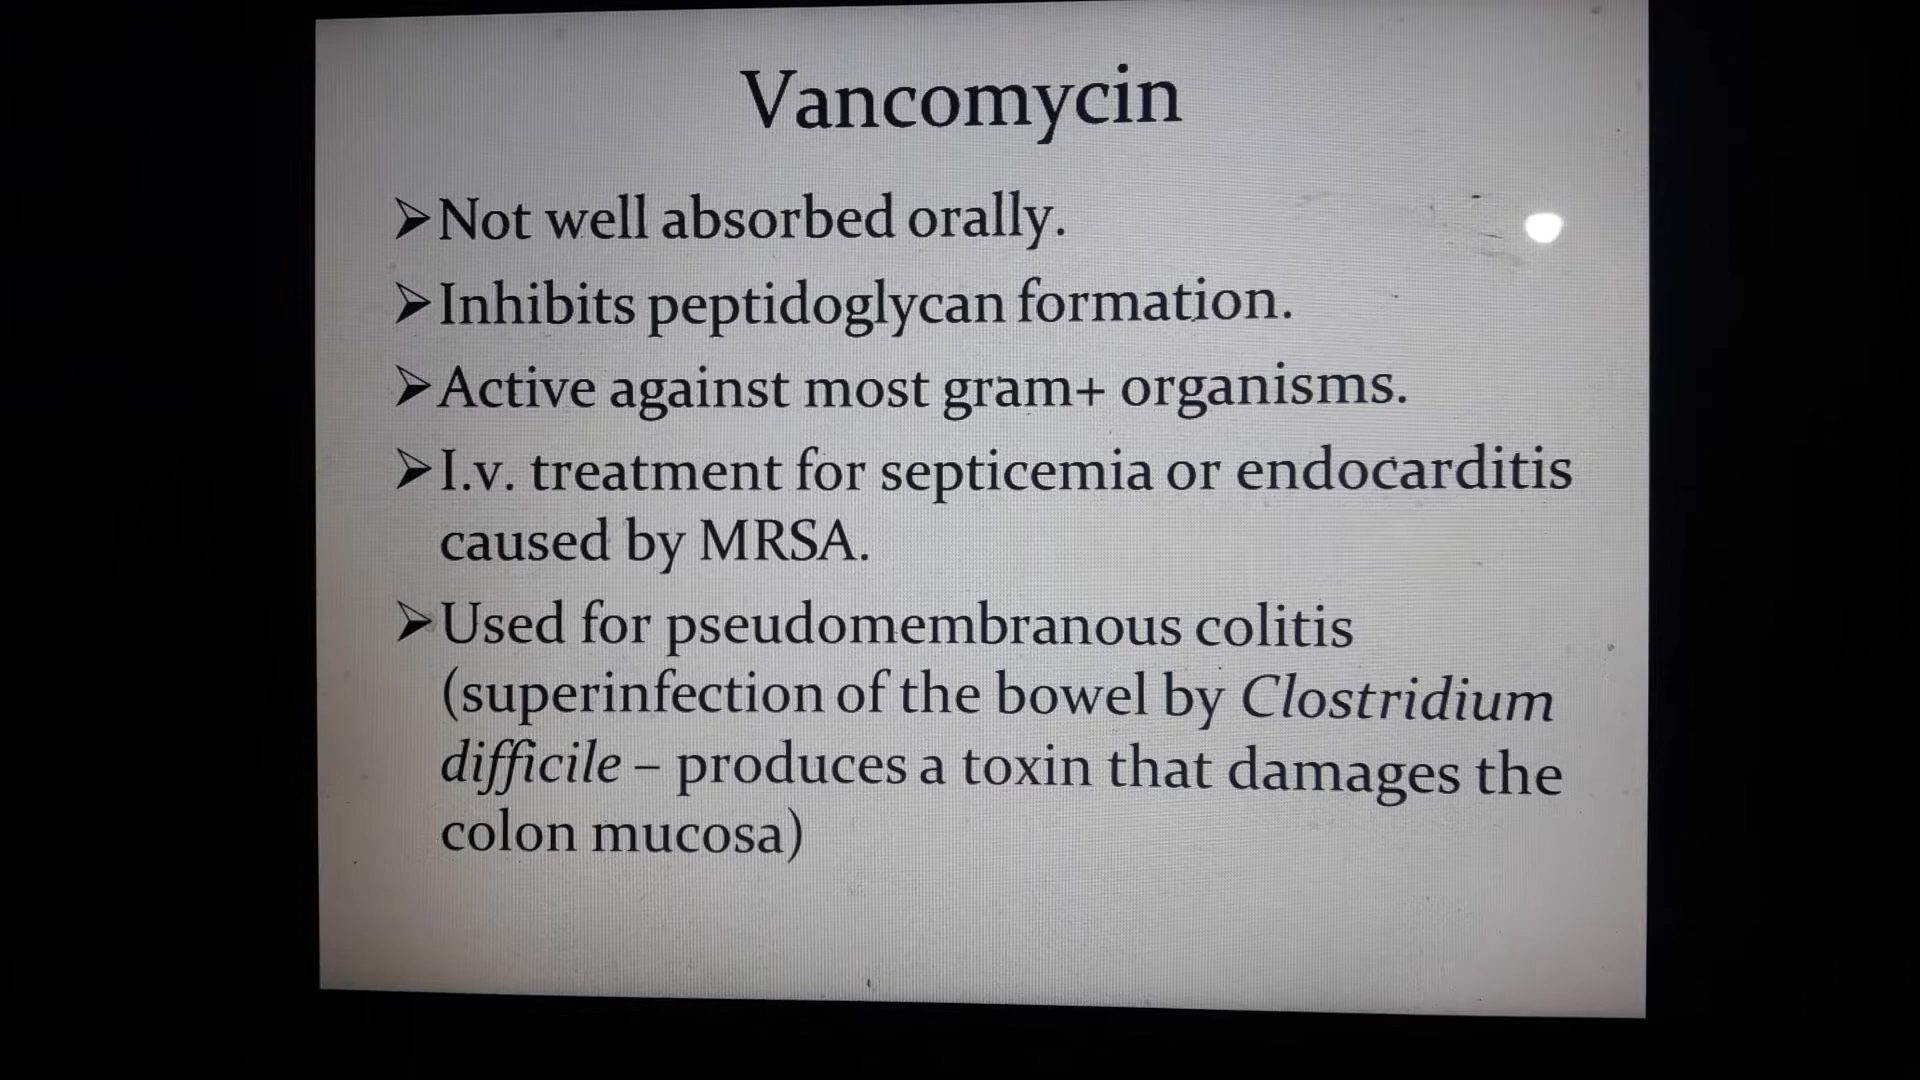 Vancomycin
➢Not well absorbed orally.
➢Inhibits peptidoglycan formation.
➢Active against most gram+ organisms.
➢I.v. treatment for septicemia or endocarditis
caused by MRSA.
➢Used for pseudomembranous colitis
(superinfection of the bowel by Clostridium
difficile – produces a toxin that damages the
colon mucosa)